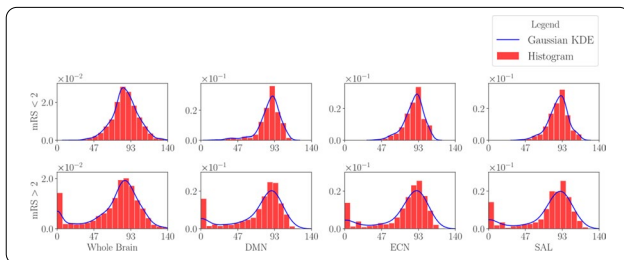 Legend
Gaussian KDE
Histogram
×10⁻² ×10⁻¹ ×10⁻¹ ×10⁻¹
mRS < 2
2.0 0.2 0.2 0.2
0.0 0.0 0.0 0.0
47 93 140 47 93 140 47 93 140 47 93 140
×10⁻² ×10⁻¹ ×10⁻¹ ×10⁻¹
mRS > 2
2.0 0.2 0.2 0.2
0.0 0.0 0.0 0.0
0 47 93 140 0 47 93 140 0 47 93 140 0 47 93 140
Whole Brain DMN ECN SAL